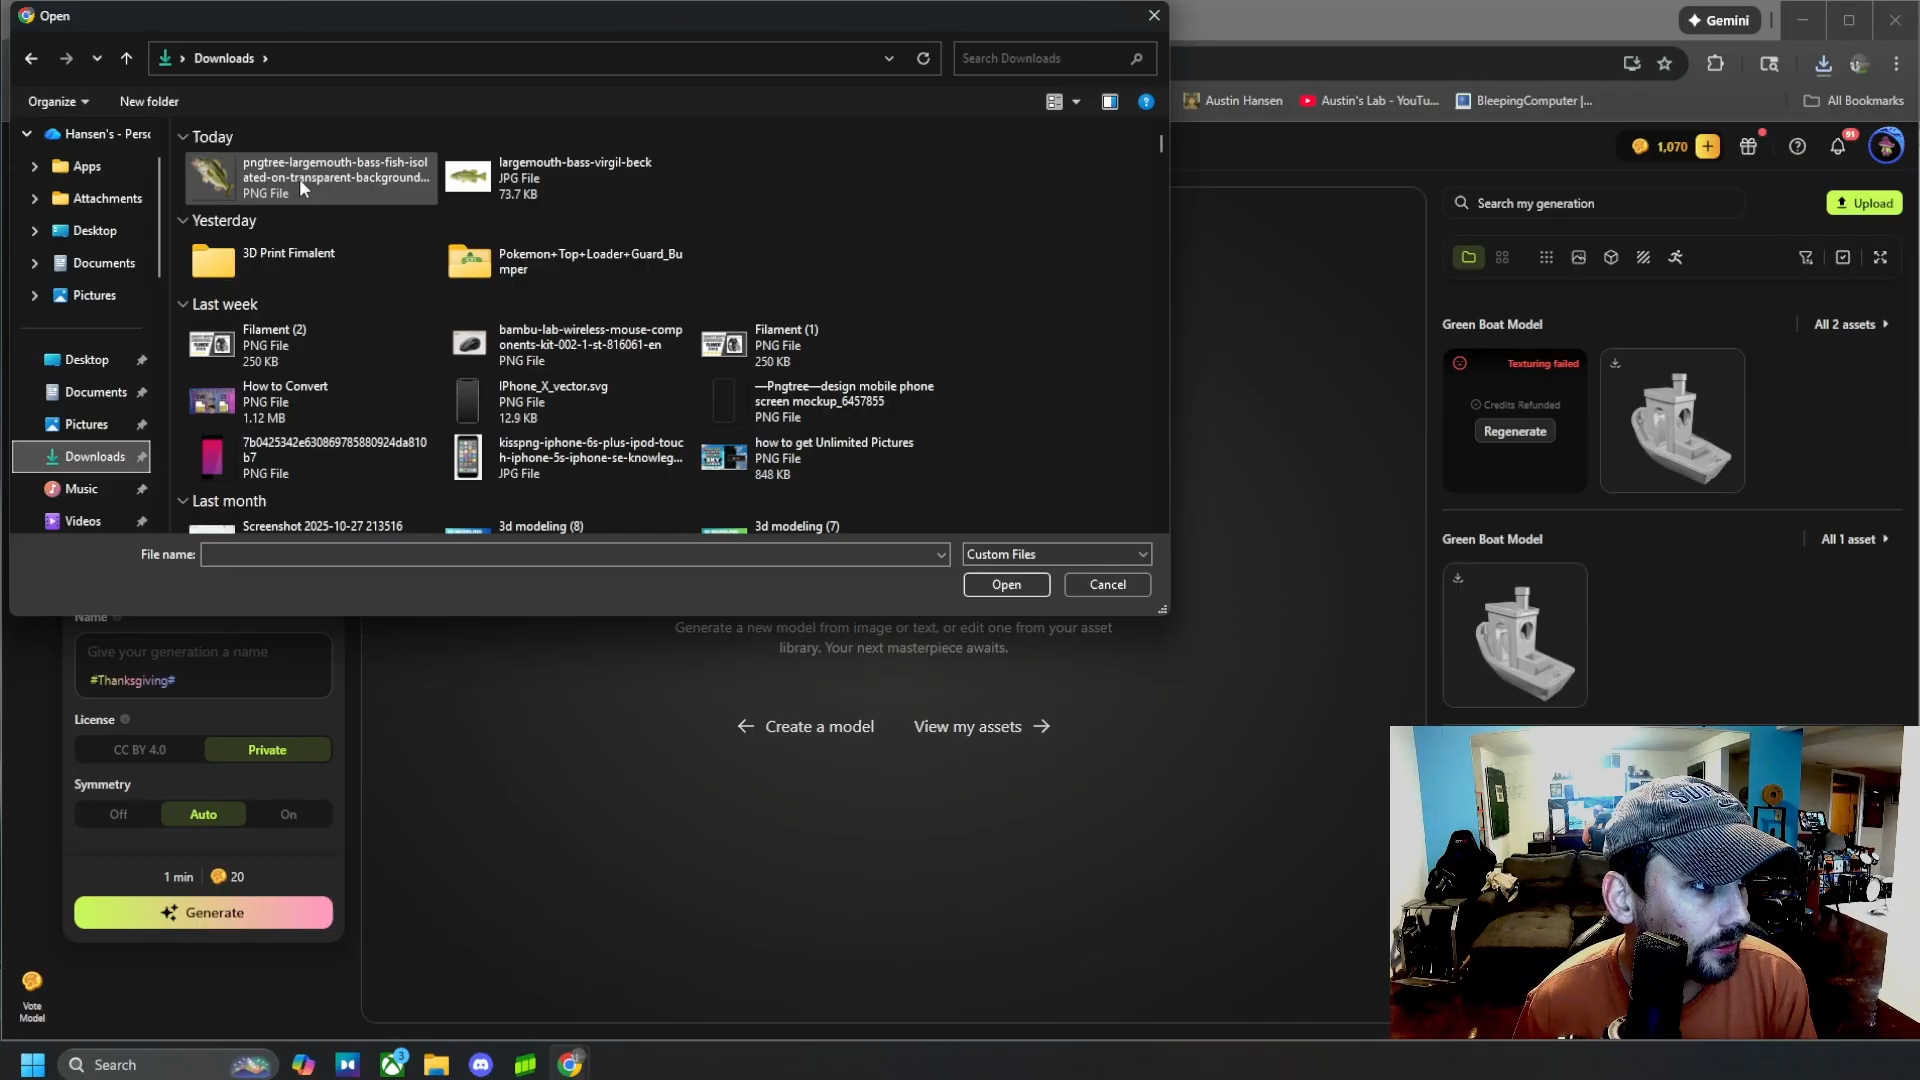 Open
Gemini
Downloads
Search Downloads
Organize
New folder
Austin Hansen
Austin's Lab - YouTu...
BleepingComputer |...
All Bookmarks
Hansen's - Persc
Apps
Attachments
Desktop
Documents
Pictures
Desktop
Documents
Pictures
Downloads
Music
Videos
Today
pngtree-largemouth-bass-fish-isol
ated-on-transparent-background...
PNG File
largemouth-bass-virgil-beck
JPG File
73.7 KB
Yesterday
3D Print Fimalent
Pokemon+Top+Loader+Guard_Bu
mper
Last week
Filament (2)
PNG File
250 KB
bambu-lab-wireless-mouse-comp
onents-kit-002-1-st-816061-en
PNG File
Filament (1)
PNG File
250 KB
How to Convert
PNG File
1.12 MB
IPhone_X_vector.svg
PNG File
12.9 KB
—Pngtree—design mobile phone
screen mockup_6457855
PNG File
7b0425342e630869785880924da810
b7
PNG File
kisspng-iphone-6s-plus-ipod-touc
h-iphone-5s-iphone-se-knowleg...
JPG File
how to get Unlimited Pictures
PNG File
848 KB
Last month
Screenshot 2025-10-27 213516
3d modeling (8)
3d modeling (7)
File name:
Custom Files
Open
Cancel
1,070
91
Search my generation
Upload
Green Boat Model
All 2 assets
Texturing failed
Credits Refunded
Regenerate
Green Boat Model
All 1 asset
Name
Give your generation a name
#Thanksgiving#
License
CC BY 4.0
Private
Symmetry
Off
Auto
On
1 min
20
Generate
Generate a new model from image or text, or edit one from your asset
library. Your next masterpiece awaits.
Create a model
View my assets
Vote
Model
Search
3